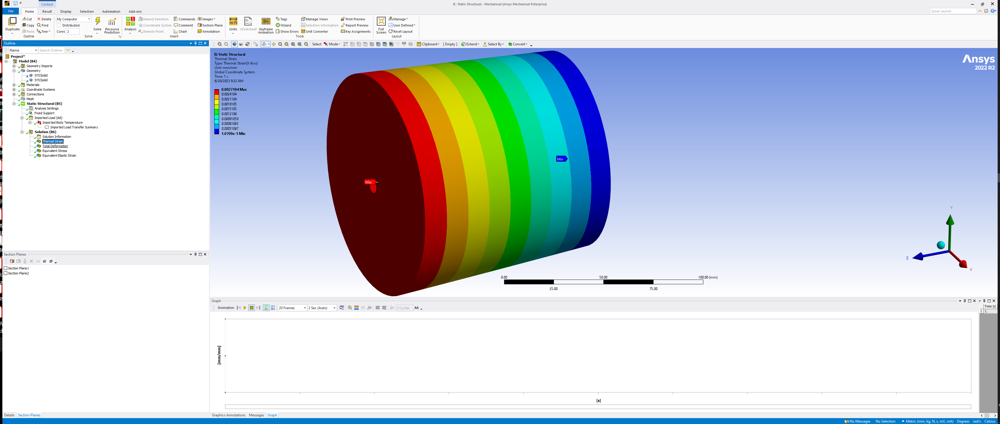 Context
B : Static Structural - Mechanical [Ansys Mechanical Enterprise]
File Home Result Display Selection Automation Add-ons
Quick Launch
Duplicate
Cut
Delete
Copy
Find
Paste
Tree
Outline
My Computer
Distributed
Cores 2
Solve
Resource
Prediction
Solve
Analysis
Named Selection
Coordinate System
Remote Point
Commands
Comment
Chart
Images
Section Plane
Annotation
Insert
Units
Worksheet
Keyframe
Animation
Tags
Wizard
Show Errors
Manage Views
Selection Information
Unit Converter
Print Preview
Report Preview
Key Assignments
Tools
Full
Screen
Manage
User Defined
Reset Layout
Layout
Outline
Name
Search Outline
Project*
Model (B4)
Geometry Imports
Geometry
SYS\Solid
SYS\Solid
Materials
Coordinate Systems
Connections
Mesh
Static Structural (B5)
Analysis Settings
Fixed Support
Imported Load (A6)
Imported Body Temperature
Imported Load Transfer Summary
Solution (B6)
Solution Information
Thermal Strain
Total Deformation
Equivalent Stress
Equivalent Elastic Strain
Section Planes
Section Plane1
Section Plane2
Details Section Planes
Select Mode Clipboard [ Empty ] Extend Select By Convert
B: Static Structural
Thermal Strain
Type: Thermal Strain(X Axis)
Unit: mm/mm
Global Coordinate System
Time: 1 s
6/20/2023 8:22 AM
0.0027104 Max
0.0024104
0.0021104
0.0018105
0.0015105
0.0012106
0.00091059
0.00061063
0.00031067
1.0709e-5 Min
Max
Min
Ansys
2022 R2
Y
Z
X
0.00 50.00 100.00 (mm)
25.00 75.00
Graph
Animation 20 Frames 2 Sec (Auto) 3 Cycles AA
Time [s]
1 1.
[mm/mm]
[s]
Graphics Annotations Messages Graph
No Messages No Selection Metric (mm, kg, N, s, mV, mA) Degrees rad/s Celsius